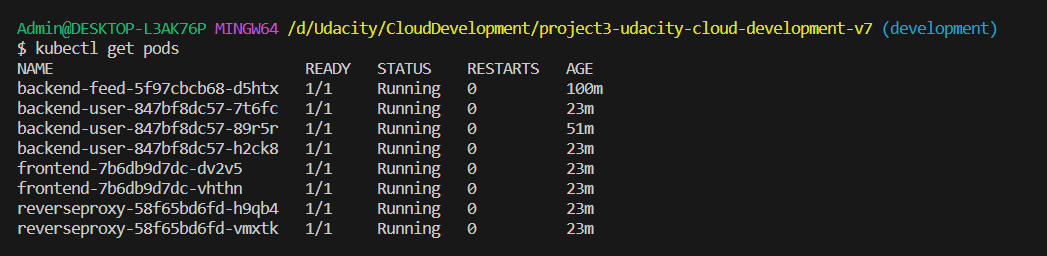 Admin@DESKTOP-L3AK76P MINGW64 /d/Udacity/CloudDevelopment/project3-udacity-cloud-development-v7 (development)
$ kubectl get pods
NAME                          READY   STATUS    RESTARTS   AGE
backend-feed-5f97cbcb68-d5htx   1/1     Running   0          100m
backend-user-847bf8dc57-7t6fc   1/1     Running   0          23m
backend-user-847bf8dc57-89r5r   1/1     Running   0          51m
backend-user-847bf8dc57-h2ck8   1/1     Running   0          23m
frontend-7b6db9d7dc-dv2v5       1/1     Running   0          23m
frontend-7b6db9d7dc-vhthn       1/1     Running   0          23m
reverseproxy-58f65bd6fd-h9qb4   1/1     Running   0          23m
reverseproxy-58f65bd6fd-vmxtk   1/1     Running   0          23m